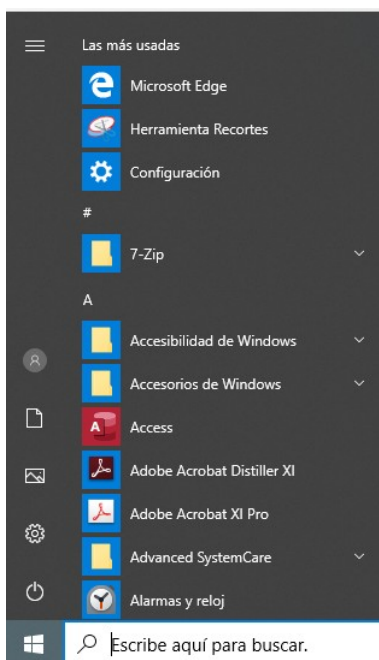 Las más usadas
Microsoft Edge
Herramienta Recortes
Configuración
#
7-Zip
A
Accesibilidad de Windows
Accesorios de Windows
Access
Adobe Acrobat Distiller XI
Adobe Acrobat XI Pro
Advanced SystemCare
Alarmas y reloj
Escribe aquí para buscar.